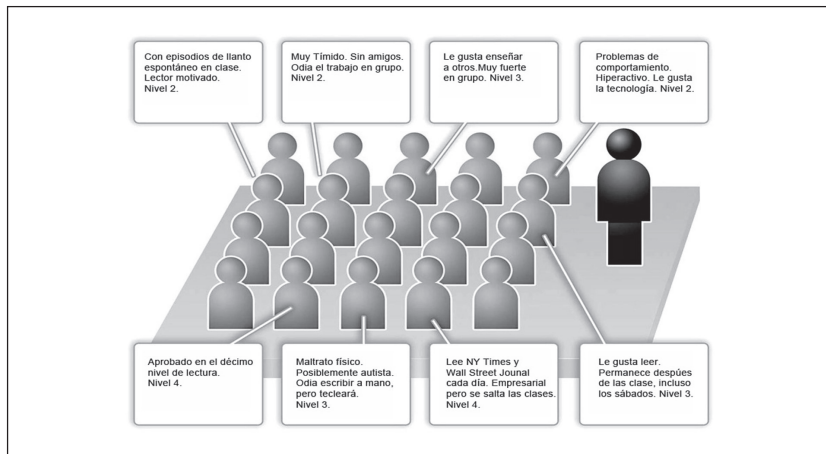 Con episodios de llanto
espontáneo en clase.
Lector motivado.
Nivel 2.
Muy Tímido. Sin amigos.
Odia el trabajo en grupo.
Nivel 2.
Le gusta enseñar
a otros.Muy fuerte
en grupo. Nivel 3.
Problemas de
comportamiento.
Hiperactivo. Le gusta
la tecnología. Nivel 2.
Aprobado en el décimo
nivel de lectura.
Nivel 4.
Maltrato físico.
Posiblemente autista.
Odia escribir a mano,
pero tecleará.
Nivel 3.
Lee NY Times y
Wall Street Jounal
cada día. Empresarial
pero se salta las clases.
Nivel 4.
Le gusta leer.
Permanece despúes
de las clase, incluso
los sábados. Nivel 3.